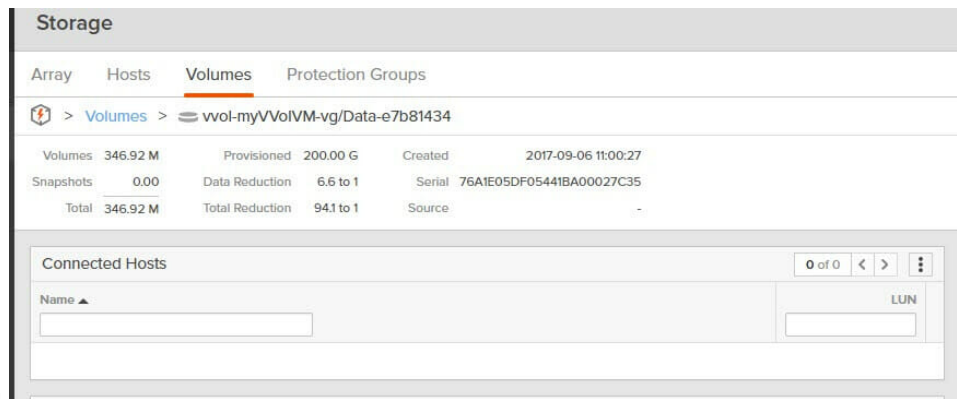 Storage
Array Hosts Volumes Protection Groups
> Volumes > vvol-myVVolVM-vg/Data-e7b81434
Volumes 346.92 M Provisioned 200.00 G Created 2017-09-06 11:00:27
Snapshots 0.00 Data Reduction 6.6 to 1 Serial 76A1E05DF05441BA00027C35
Total 346.92 M Total Reduction 94.1 to 1 Source -
Connected Hosts 0 of 0 < >
Name ▲ LUN